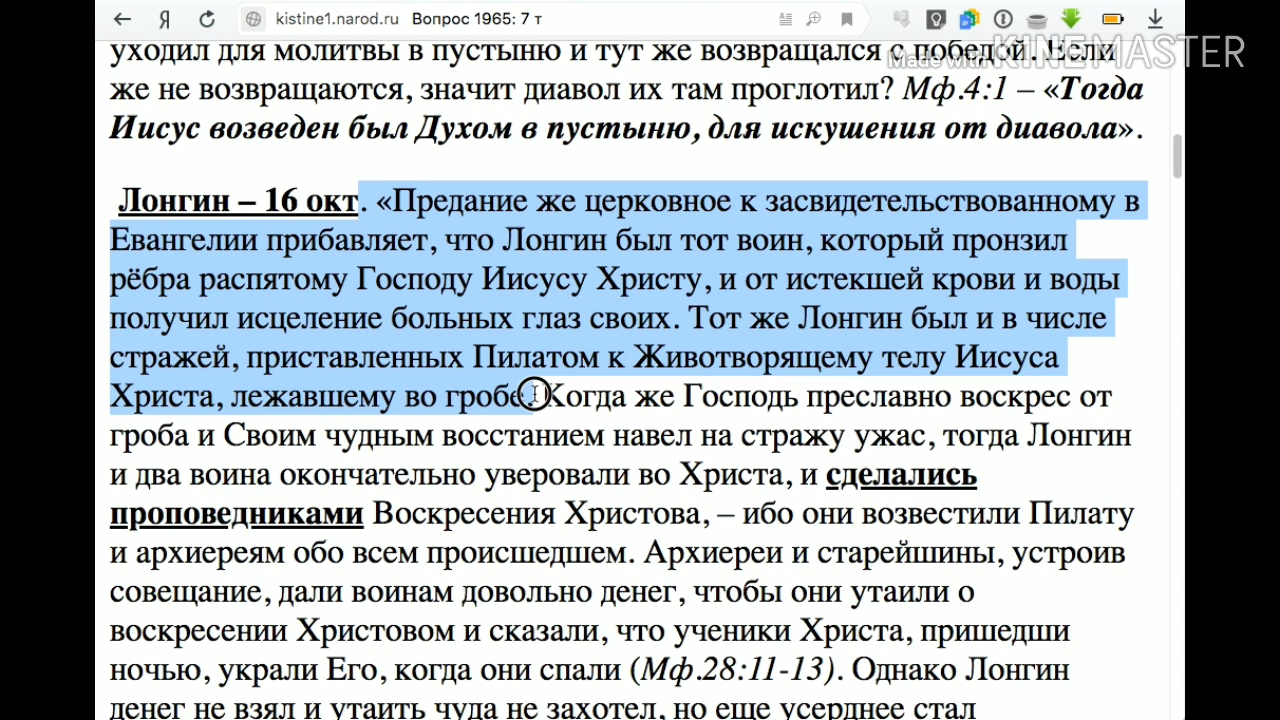 kistine1.narod.ru Вопрос 1965: 7 т
Made with KINEMASTER
уходил для молитвы в пустыню и тут же возвращался с победой. Если
же не возвращаются, значит диавол их там проглотил? Мф.4:1 – «Тогда
Иисус возведен был Духом в пустыню, для искушения от диавола».
Лонгин – 16 окт. «Предание же церковное к засвидетельствованному в
Евангелии прибавляет, что Лонгин был тот воин, который пронзил
рёбра распятому Господу Иисусу Христу, и от истекшей крови и воды
получил исцеление больных глаз своих. Тот же Лонгин был и в числе
стражей, приставленных Пилатом к Животворящему телу Иисуса
Христа, лежавшему во гробе. Когда же Господь преславно воскрес от
гроба и Своим чудным восстанием навел на стражу ужас, тогда Лонгин
и два воина окончательно уверовали во Христа, и сделались
проповедниками Воскресения Христова, – ибо они возвестили Пилату
и архиереям обо всем происшедшем. Архиереи и старейшины, устроив
совещание, дали воинам довольно денег, чтобы они утаили о
воскресении Христовом и сказали, что ученики Христа, пришедши
ночью, украли Его, когда они спали (Мф.28:11-13). Однако Лонгин
денег не взял и утаить чуда не захотел, но еще усерднее стал